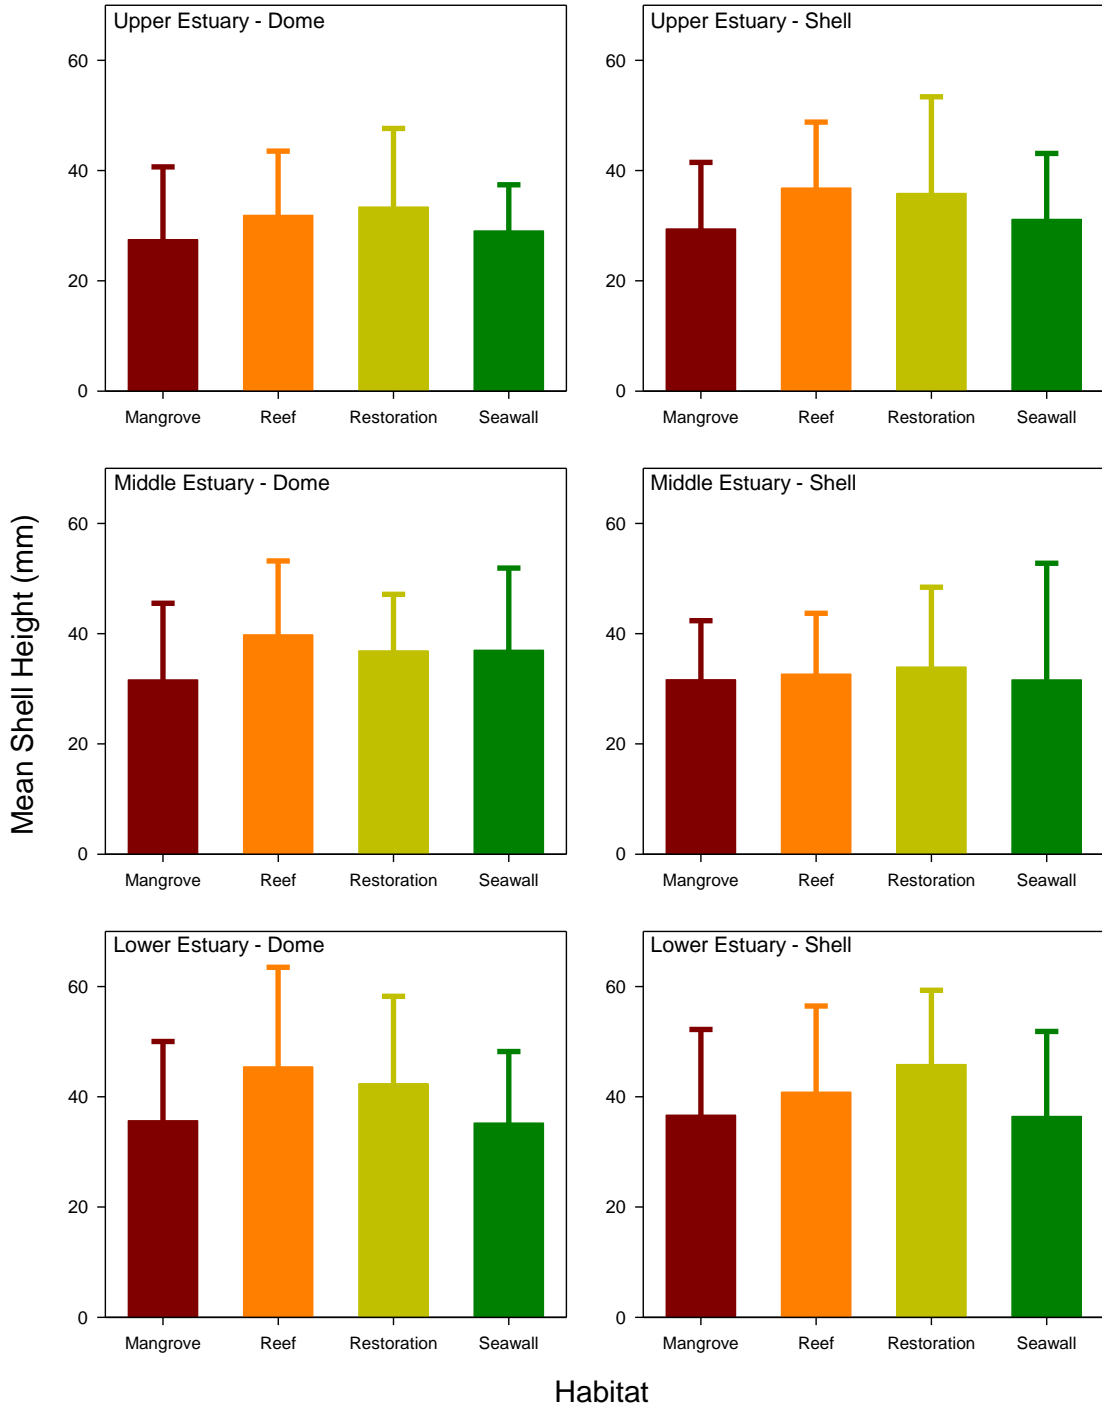 Upper Estuary - Dome
60
40
20
0
Mangrove Reef Restoration Seawall
Upper Estuary - Shell
60
40
20
0
Mangrove Reef Restoration Seawall
Mean Shell Height (mm)
Middle Estuary - Dome
60
40
20
0
Mangrove Reef Restoration Seawall
Middle Estuary - Shell
60
40
20
0
Mangrove Reef Restoration Seawall
Lower Estuary - Dome
60
40
20
0
Mangrove Reef Restoration Seawall
Lower Estuary - Shell
60
40
20
0
Mangrove Reef Restoration Seawall
Habitat